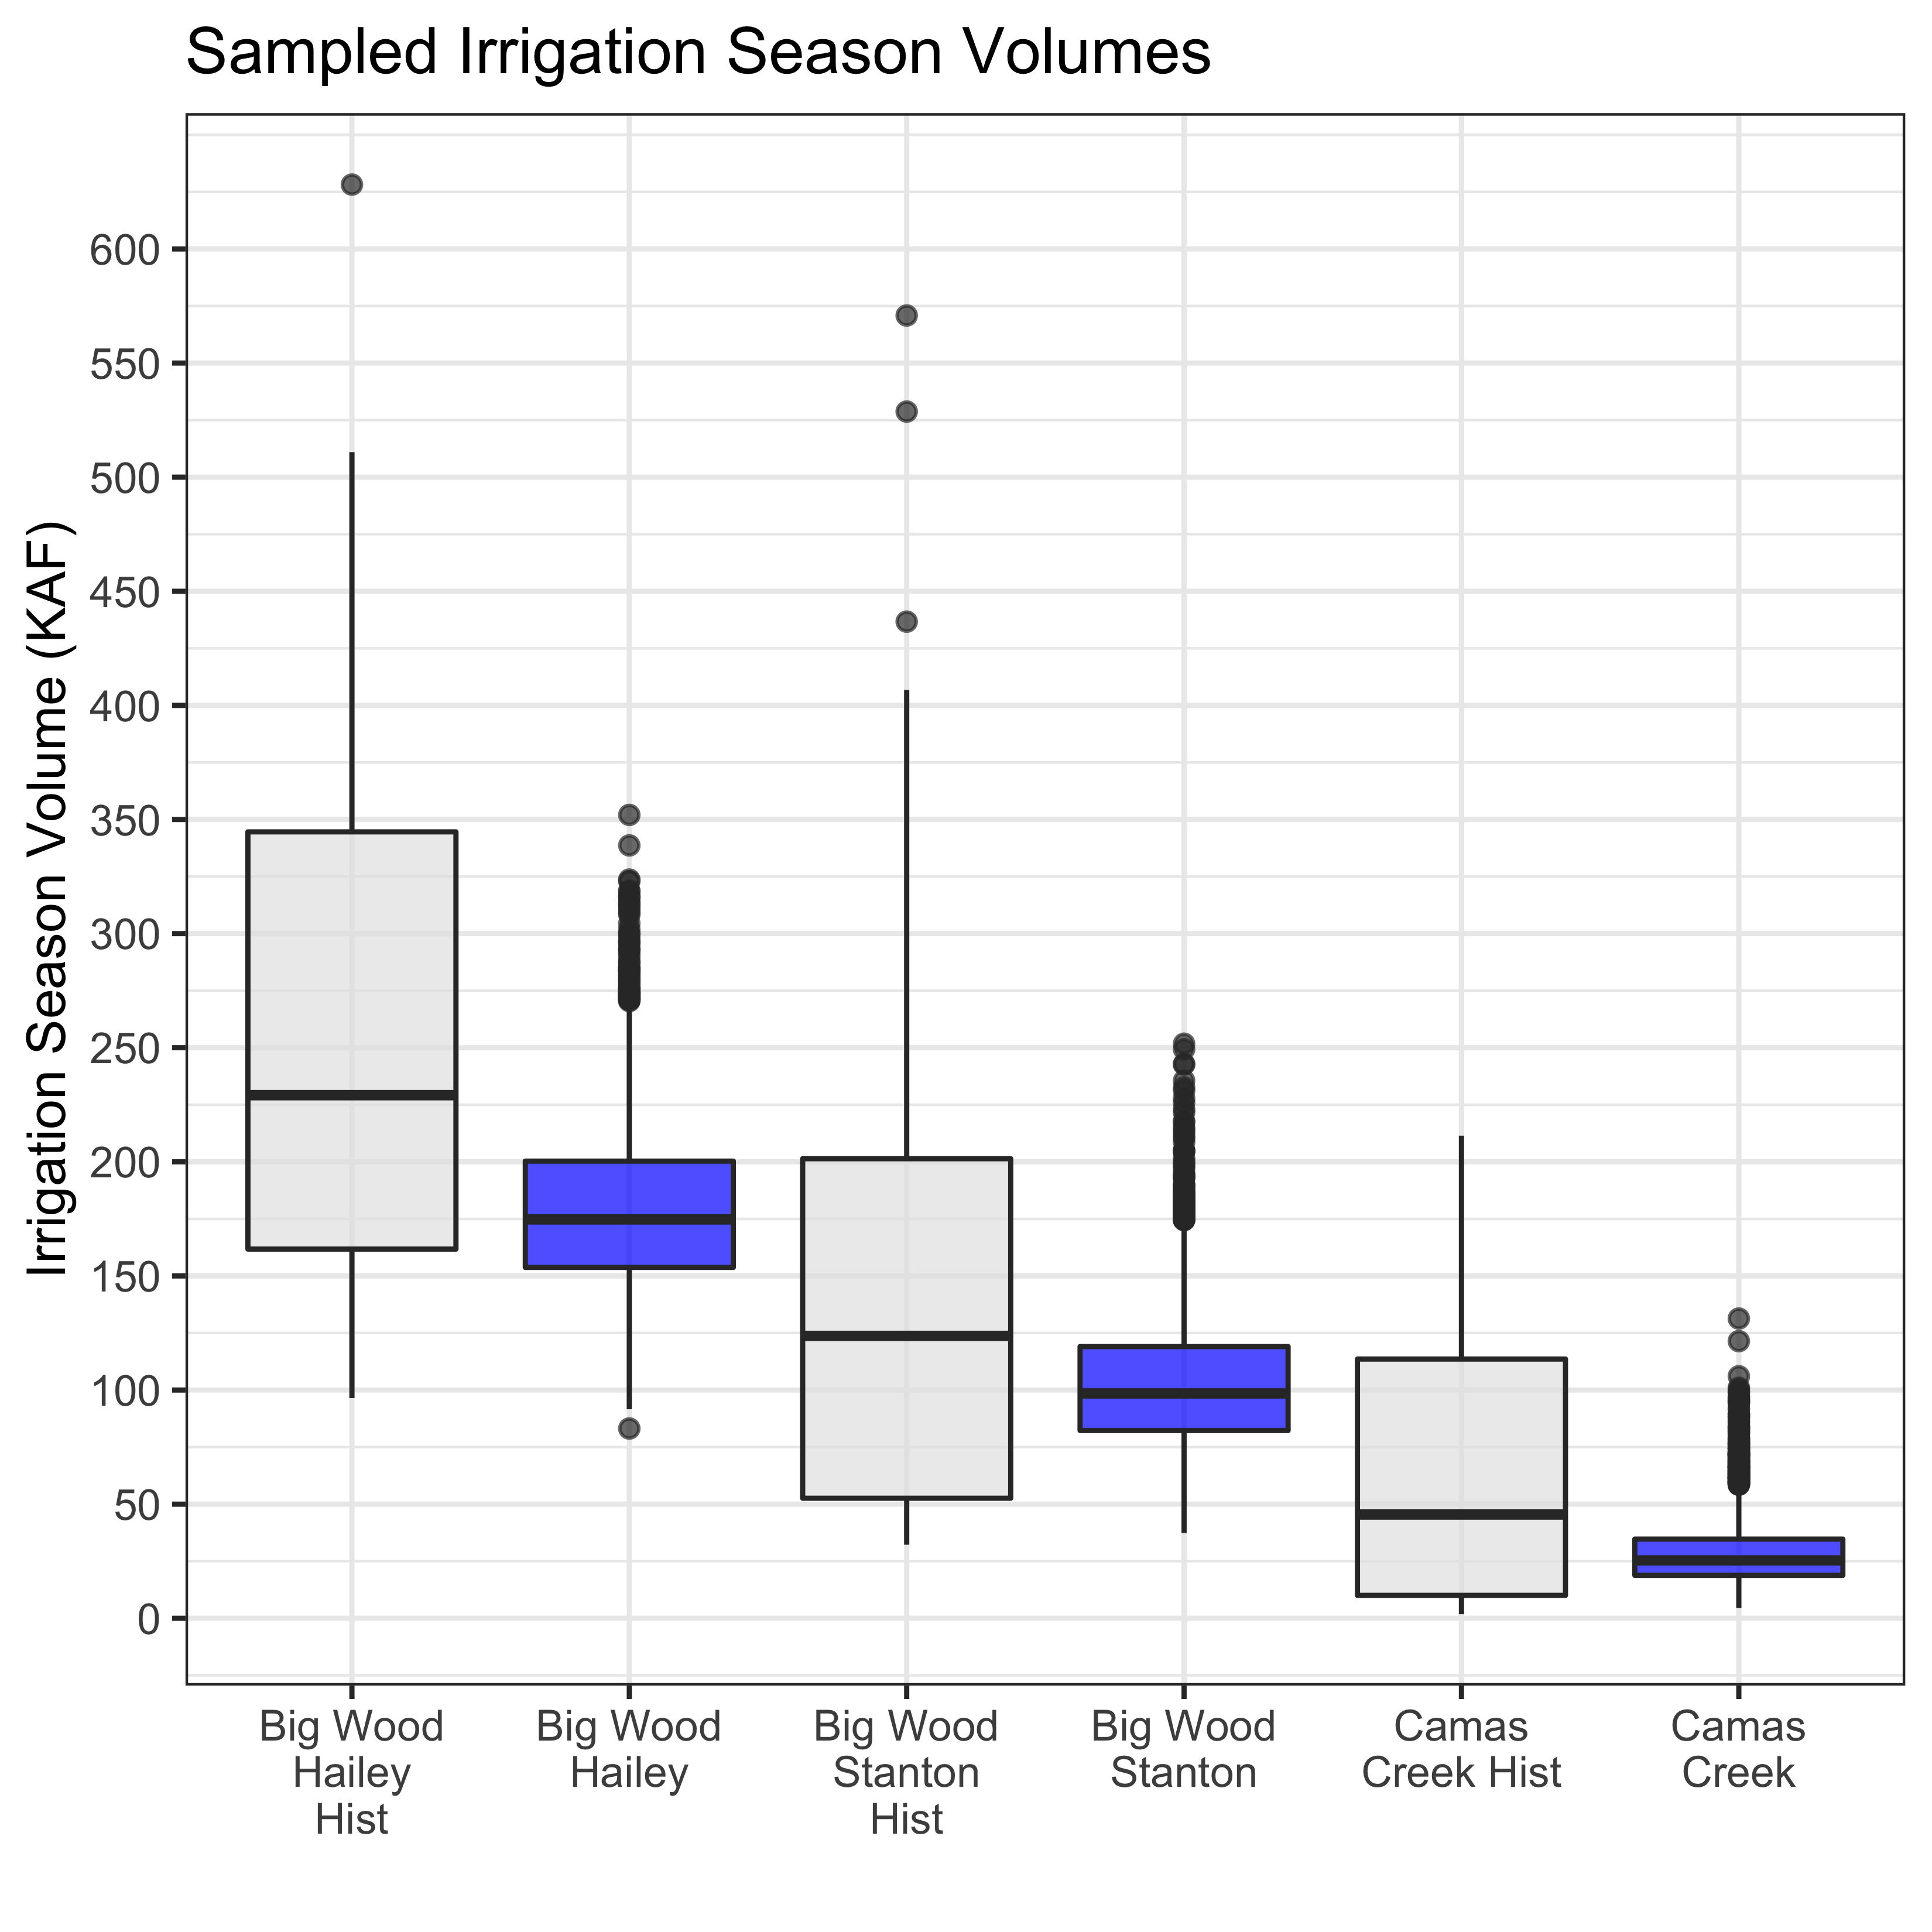 Sampled Irrigation Season Volumes
Irrigation Season Volume (KAF)
600
550
500
450
400
350
300
250
200
150
100
50
0
Big Wood
Hailey
Hist
Big Wood
Hailey
Big Wood
Stanton
Hist
Big Wood
Stanton
Camas
Creek Hist
Camas
Creek